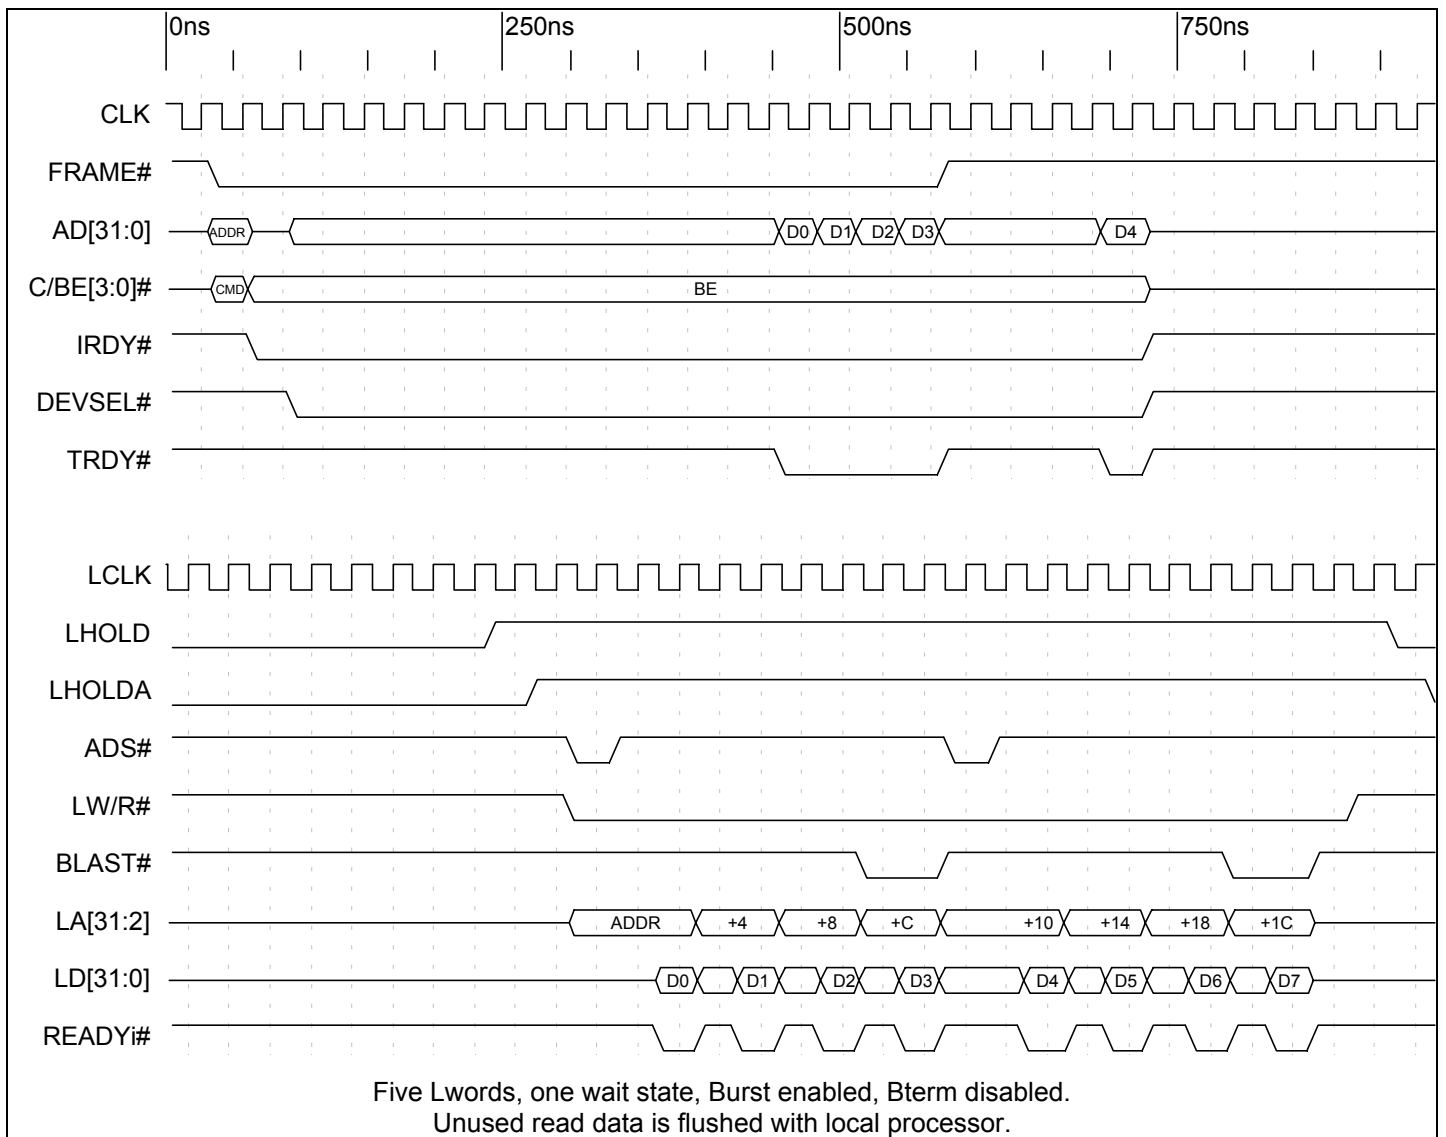 0ns 250ns 500ns 750ns
CLK
FRAME#
AD[31:0] ADDR D0 D1 D2 D3 D4
C/BE[3:0]# CMD BE
IRDY#
DEVSEL#
TRDY#
LCLK
LHOLD
LHOLDA
ADS#
LW/R#
BLAST#
LA[31:2] ADDR +4 +8 +C +10 +14 +18 +1C
LD[31:0] D0 D1 D2 D3 D4 D5 D6 D7
READYi#
Five Lwords, one wait state, Burst enabled, Bterm disabled.
Unused read data is flushed with local processor.